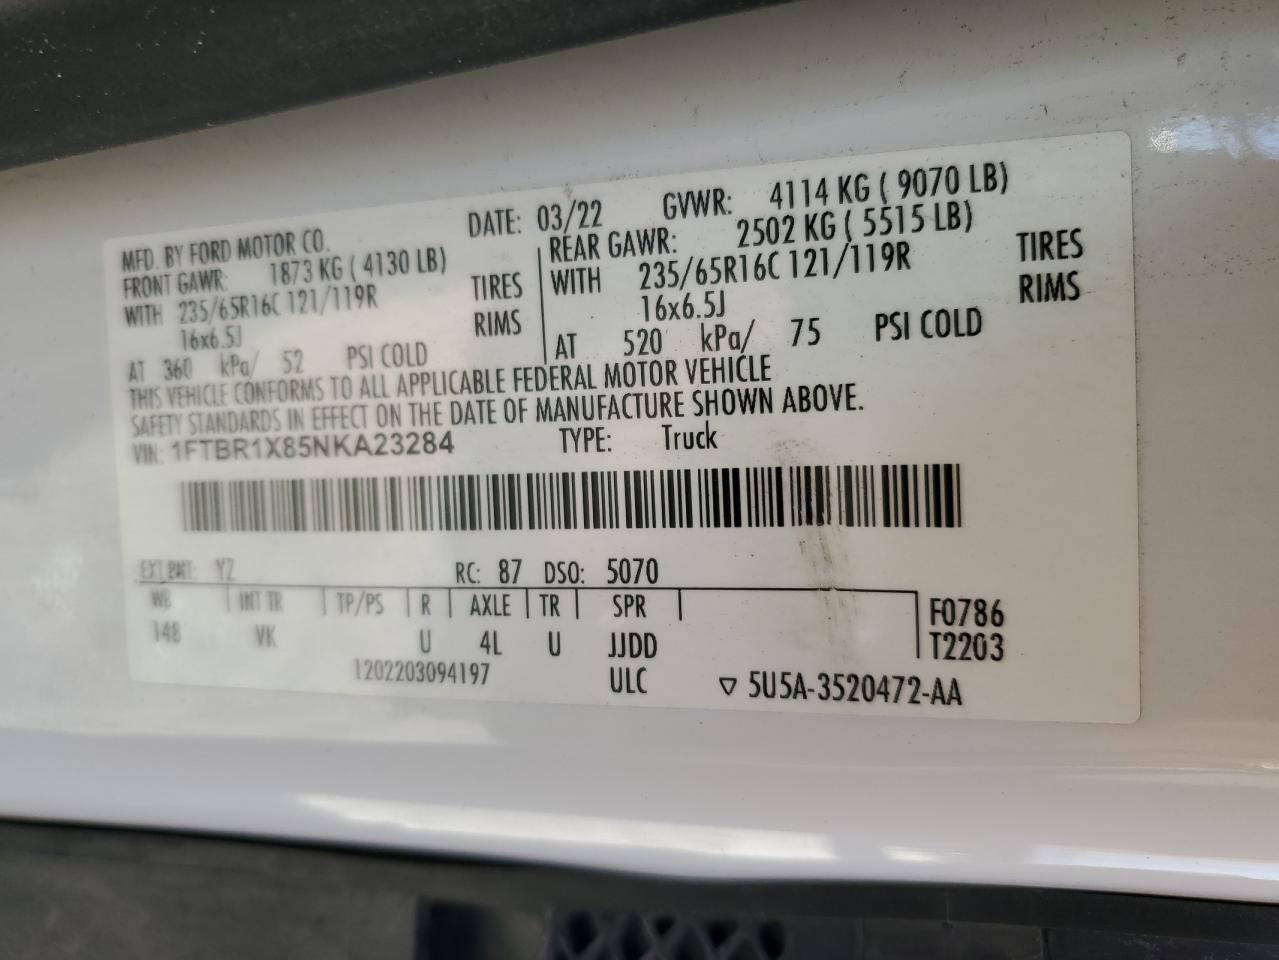 MFD. BY FORD MOTOR CO. DATE: 03/22 GVWR: 4114 KG ( 9070 LB)
FRONT GAWR: 1873 KG ( 4130 LB) REAR GAWR: 2502 KG ( 5515 LB)
WITH 235/65R16C 121/119R TIRES WITH 235/65R16C 121/119R TIRES
16x6.5J RIMS 16x6.5J RIMS
AT 360 kPa/ 52 PSI COLD AT 520 kPa/ 75 PSI COLD
THIS VEHICLE CONFORMS TO ALL APPLICABLE FEDERAL MOTOR VEHICLE
SAFETY STANDARDS IN EFFECT ON THE DATE OF MANUFACTURE SHOWN ABOVE.
VIN: 1FTBR1X85NKA23284 TYPE: Truck
EXT PNT: YZ RC: 87 DSO: 5070
WB INT TR TP/PS R AXLE TR SPR F0786
148 VK U 4L U JJDD T2203
1202203094197 ULC ▽ 5U5A-3520472-AA